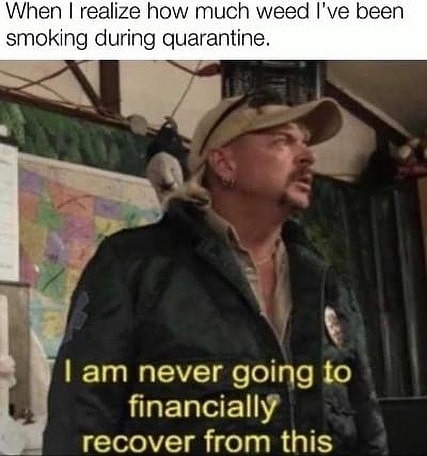 When I realize how much weed I've been
smoking during quarantine.
I am never going to
financially
recover from this